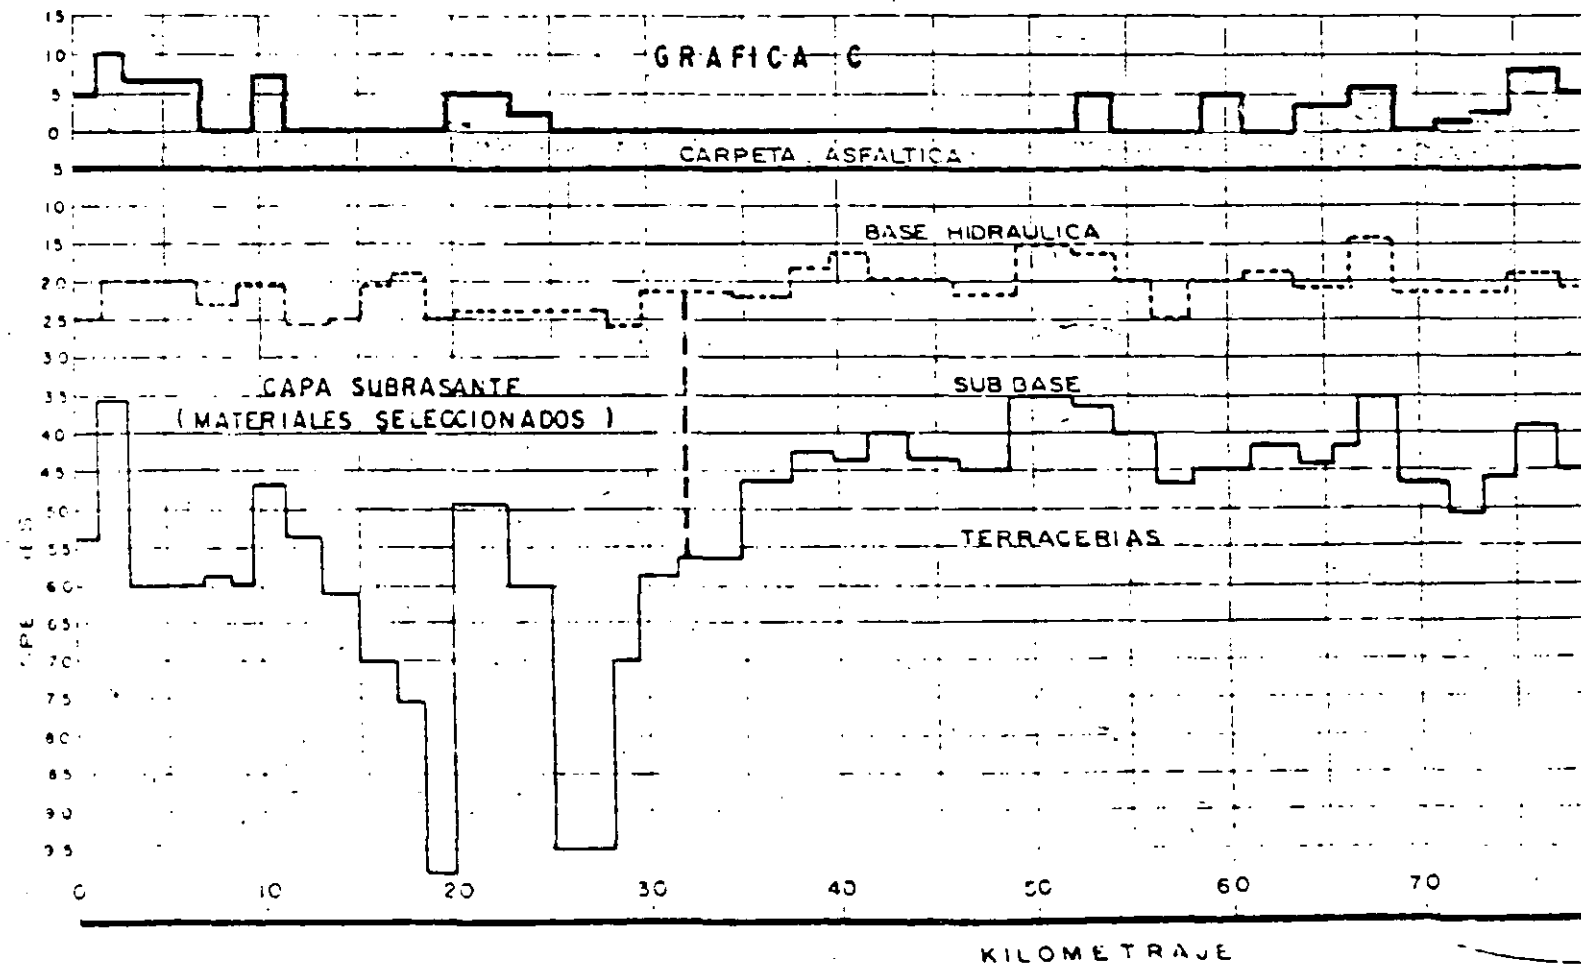 GRAFICA C
15
10
5
0
CARPETA ASFALTICA
5
10
15
BASE HIDRAULICA
20
25
30
CAPA SUBRASANTE
SUB BASE
35
(MATERIALES SELECCIONADOS)
40
45
50
TERRACERIAS
55
60
65
70
75
80
85
90
95
0 10 20 30 40 50 60 70
KILOMETRAJE